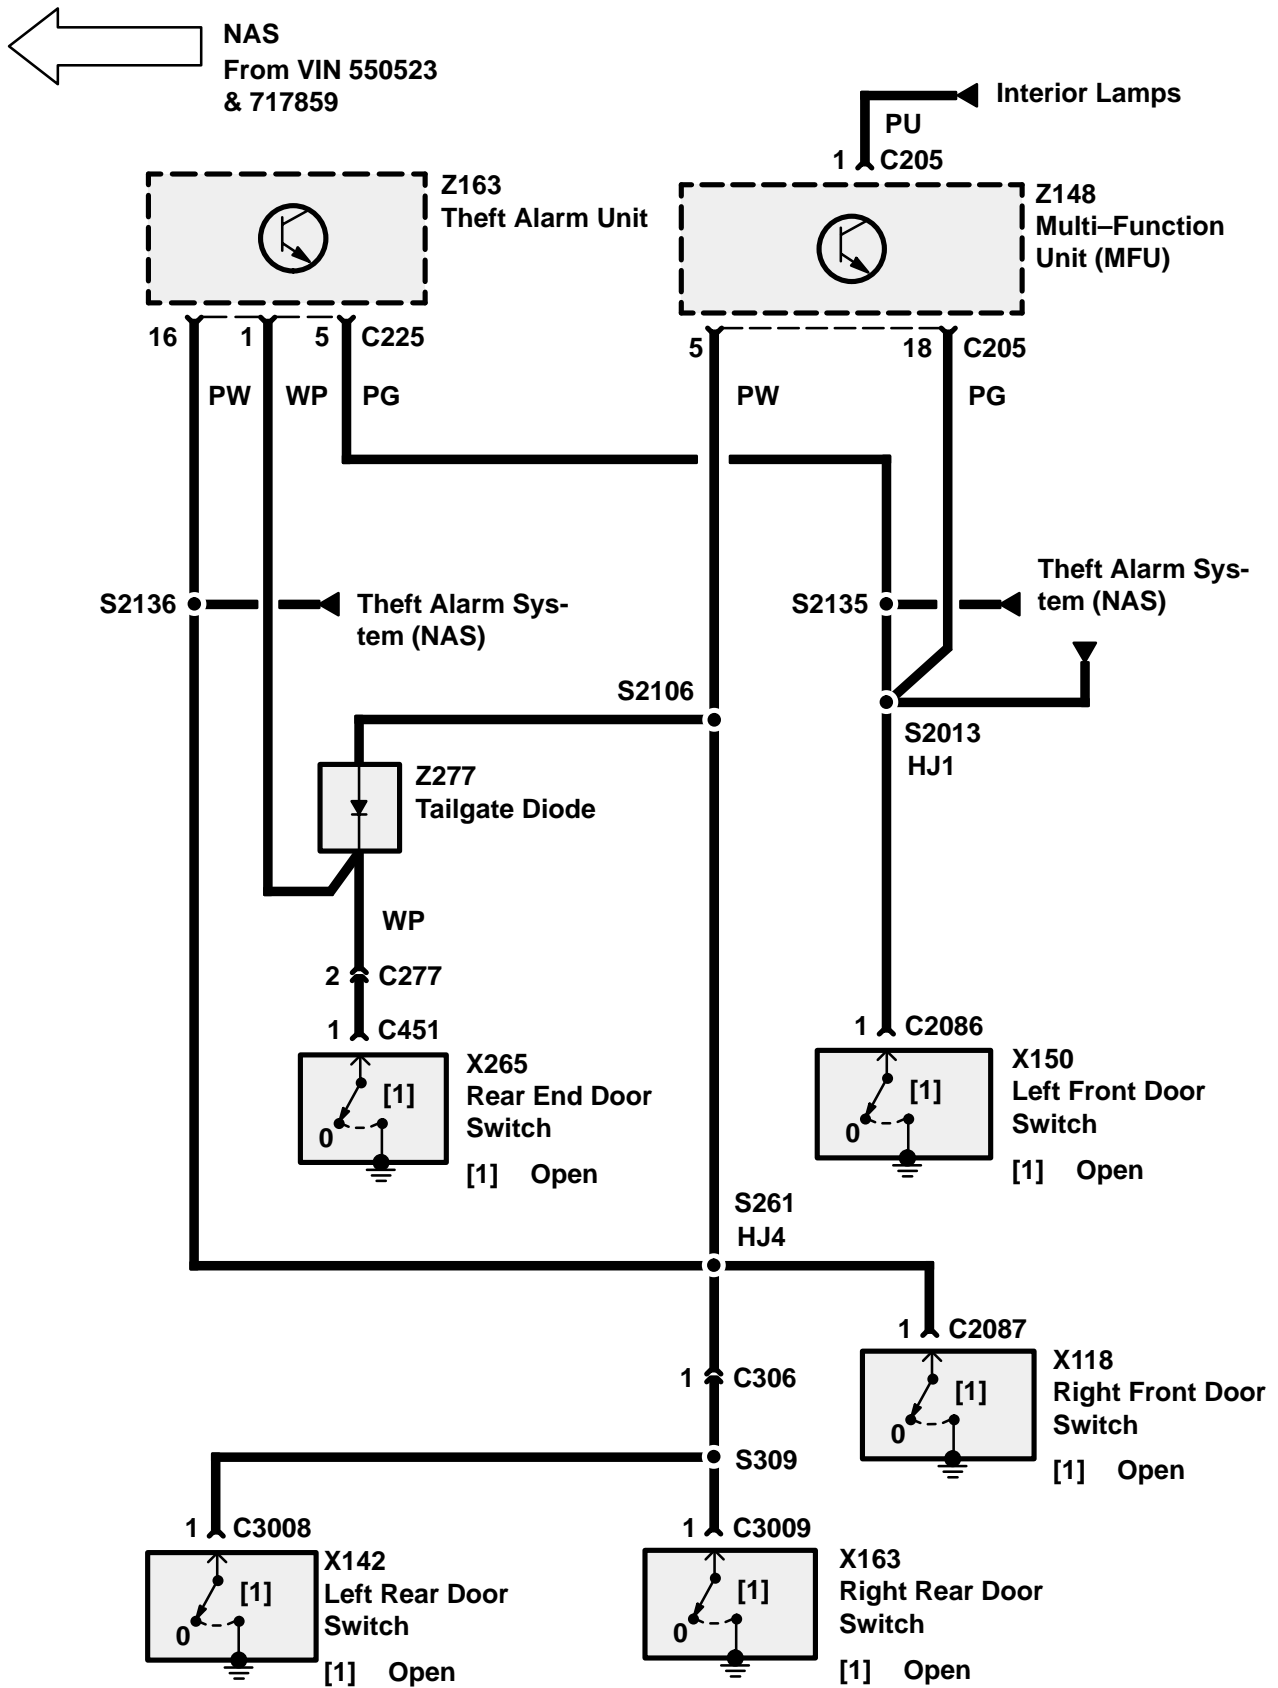 NAS
From VIN 550523
& 717859
Interior Lamps
PU
1 C205
Z163
Theft Alarm Unit
Z148
Multi–Function
Unit (MFU)
16 1 5 C225
5 18 C205
PW WP PG
PW PG
S2136
Theft Alarm Sys-
tem (NAS)
S2135
Theft Alarm Sys-
tem (NAS)
S2106
S2013
HJ1
Z277
Tailgate Diode
WP
2 C277
1 C451
X265
Rear End Door
Switch
[1] Open
[1]
0
1 C2086
X150
Left Front Door
Switch
[1] Open
[1]
0
S261
HJ4
1 C2087
X118
Right Front Door
Switch
[1] Open
[1]
0
1 C306
S309
1 C3008
X142
Left Rear Door
Switch
[1] Open
[1]
0
1 C3009
X163
Right Rear Door
Switch
[1] Open
[1]
0